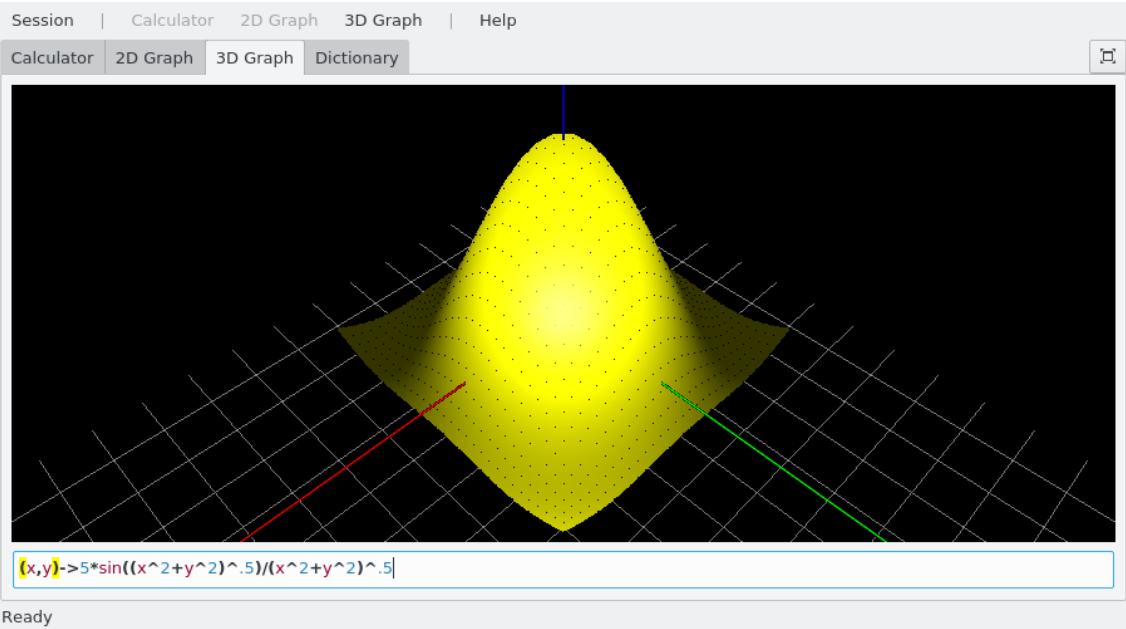 Session | Calculator 2D Graph 3D Graph | Help
Calculator 2D Graph 3D Graph Dictionary
(x,y)->5*sin((x^2+y^2)^.5)/(x^2+y^2)^.5
Ready